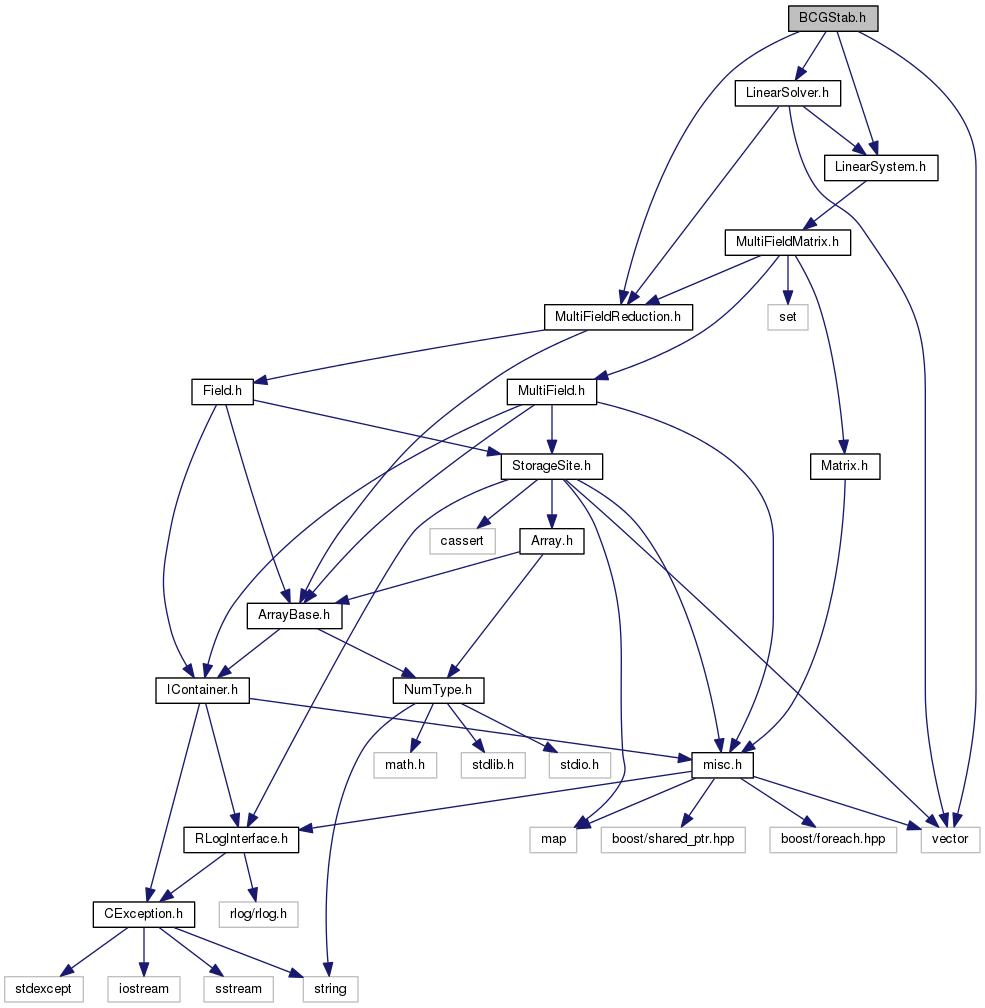 BCGStab.h
LinearSolver.h
LinearSystem.h
MultiFieldMatrix.h
MultiFieldReduction.h
set
Field.h
MultiField.h
StorageSite.h
Matrix.h
cassert
Array.h
ArrayBase.h
IContainer.h
NumType.h
math.h
stdlib.h
stdio.h
misc.h
RLogInterface.h
map
boost/shared_ptr.hpp
boost/foreach.hpp
vector
CException.h
rlog/rlog.h
stdexcept
iostream
sstream
string